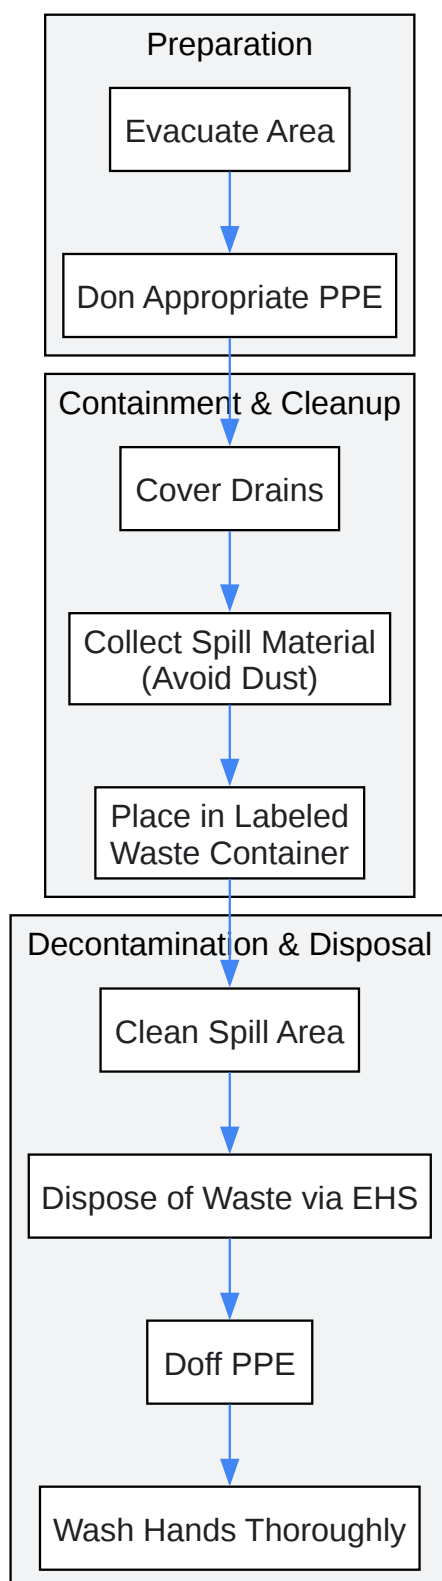 Preparation
Evacuate Area
Don Appropriate PPE
Containment & Cleanup
Cover Drains
Collect Spill Material
(Avoid Dust)
Place in Labeled
Waste Container
Decontamination & Disposal
Clean Spill Area
Dispose of Waste via EHS
Doff PPE
Wash Hands Thoroughly